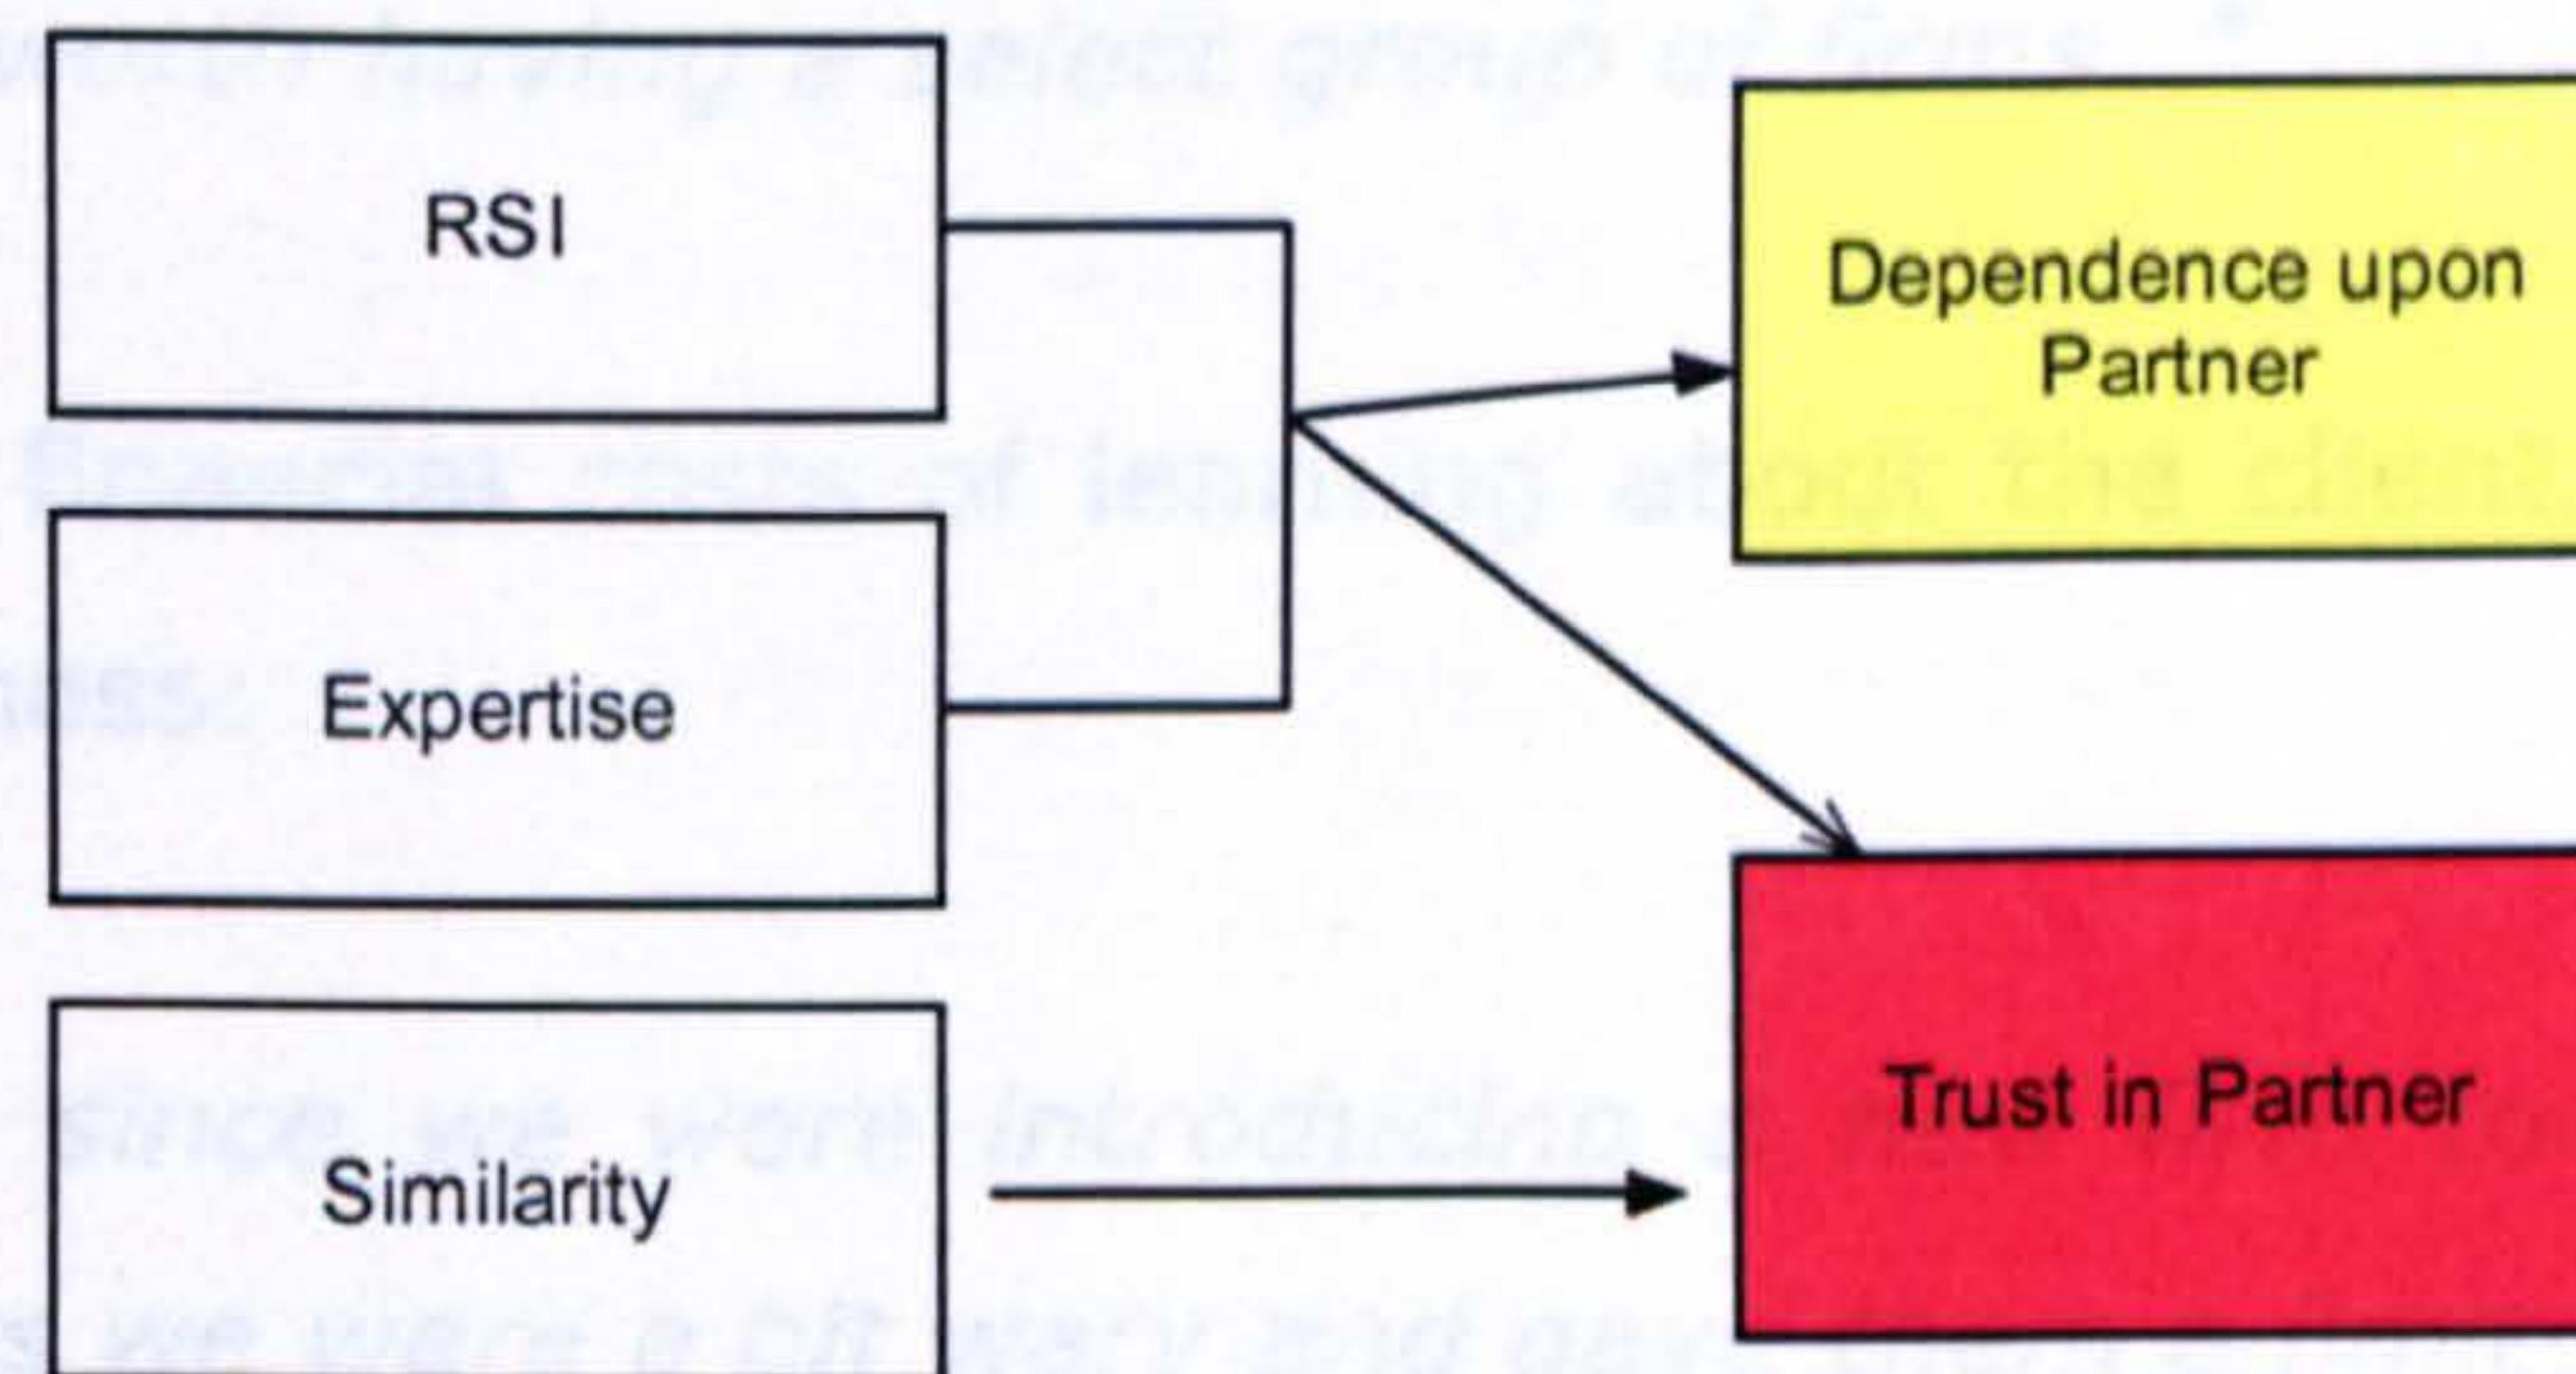 RSI
Dependence upon
Partner
Expertise
Trust in Partner
Similarity